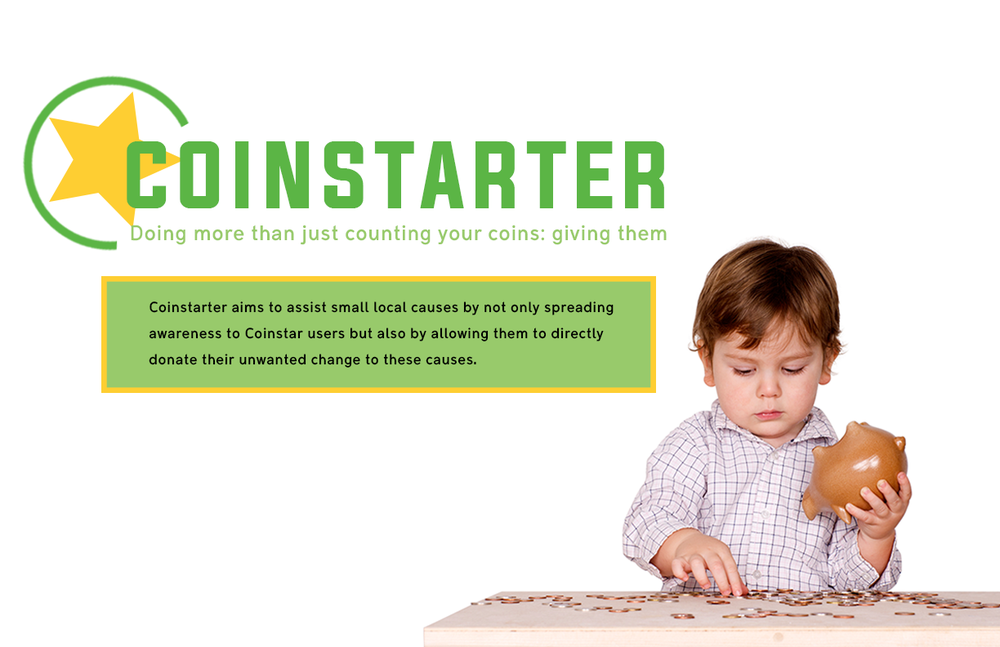 COINSTARTER
Doing more than just counting your coins: giving them
Coinstarter aims to assist small local causes by not only spreading
awareness to Coinstar users but also by allowing them to directly
donate their unwanted change to these causes.